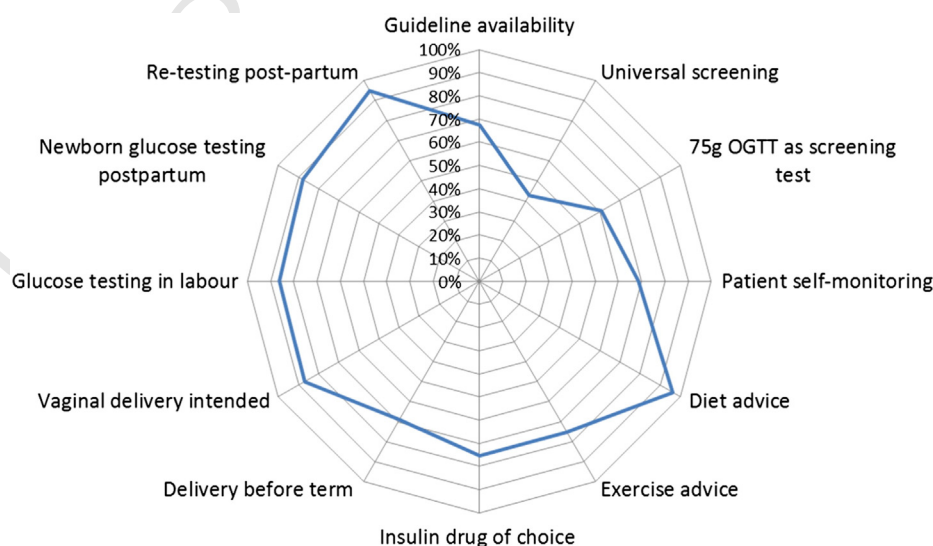 Guideline availability
100%
90%
80%
70%
60%
50%
40%
30%
20%
10%
0%
Universal screening
75g OGTT as screening
test
Patient self-monitoring
Diet advice
Exercise advice
Insulin drug of choice
Delivery before term
Vaginal delivery intended
Glucose testing in labour
Newborn glucose testing
postpartum
Re-testing post-partum